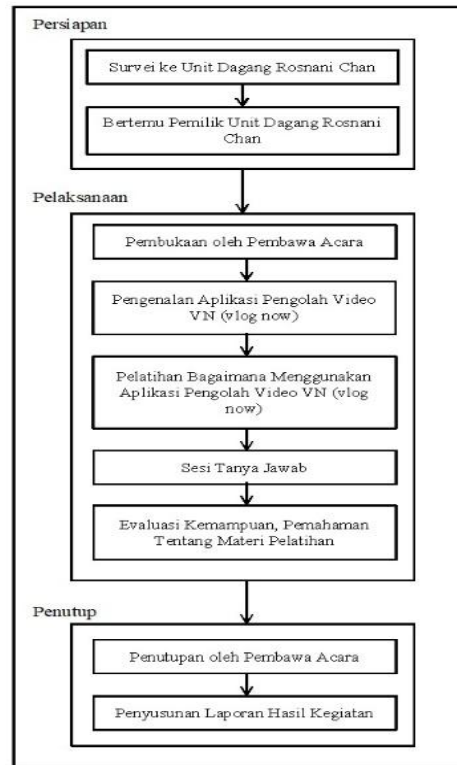 Persiapan
Survei ke Unit Dagang Rosnani Chan
Bertemu Pemilik Unit Dagang Rosnani
Chan
Pelaksanaan
Pembukaan oleh Pembawa Acara
Pengenalan Aplikasi Pengolah Video
VN (vlog now)
Pelatihan Bagaimana Menggunakan
Aplikasi Pengolah Video VN (vlog
now)
Sesi Tanya Jawab
Evaluasi Kemampuan, Pemahaman
Tentang Materi Pelatihan
Penutup
Penutupan oleh Pembawa Acara
Penyusunan Laporan Hasil Kegiatan